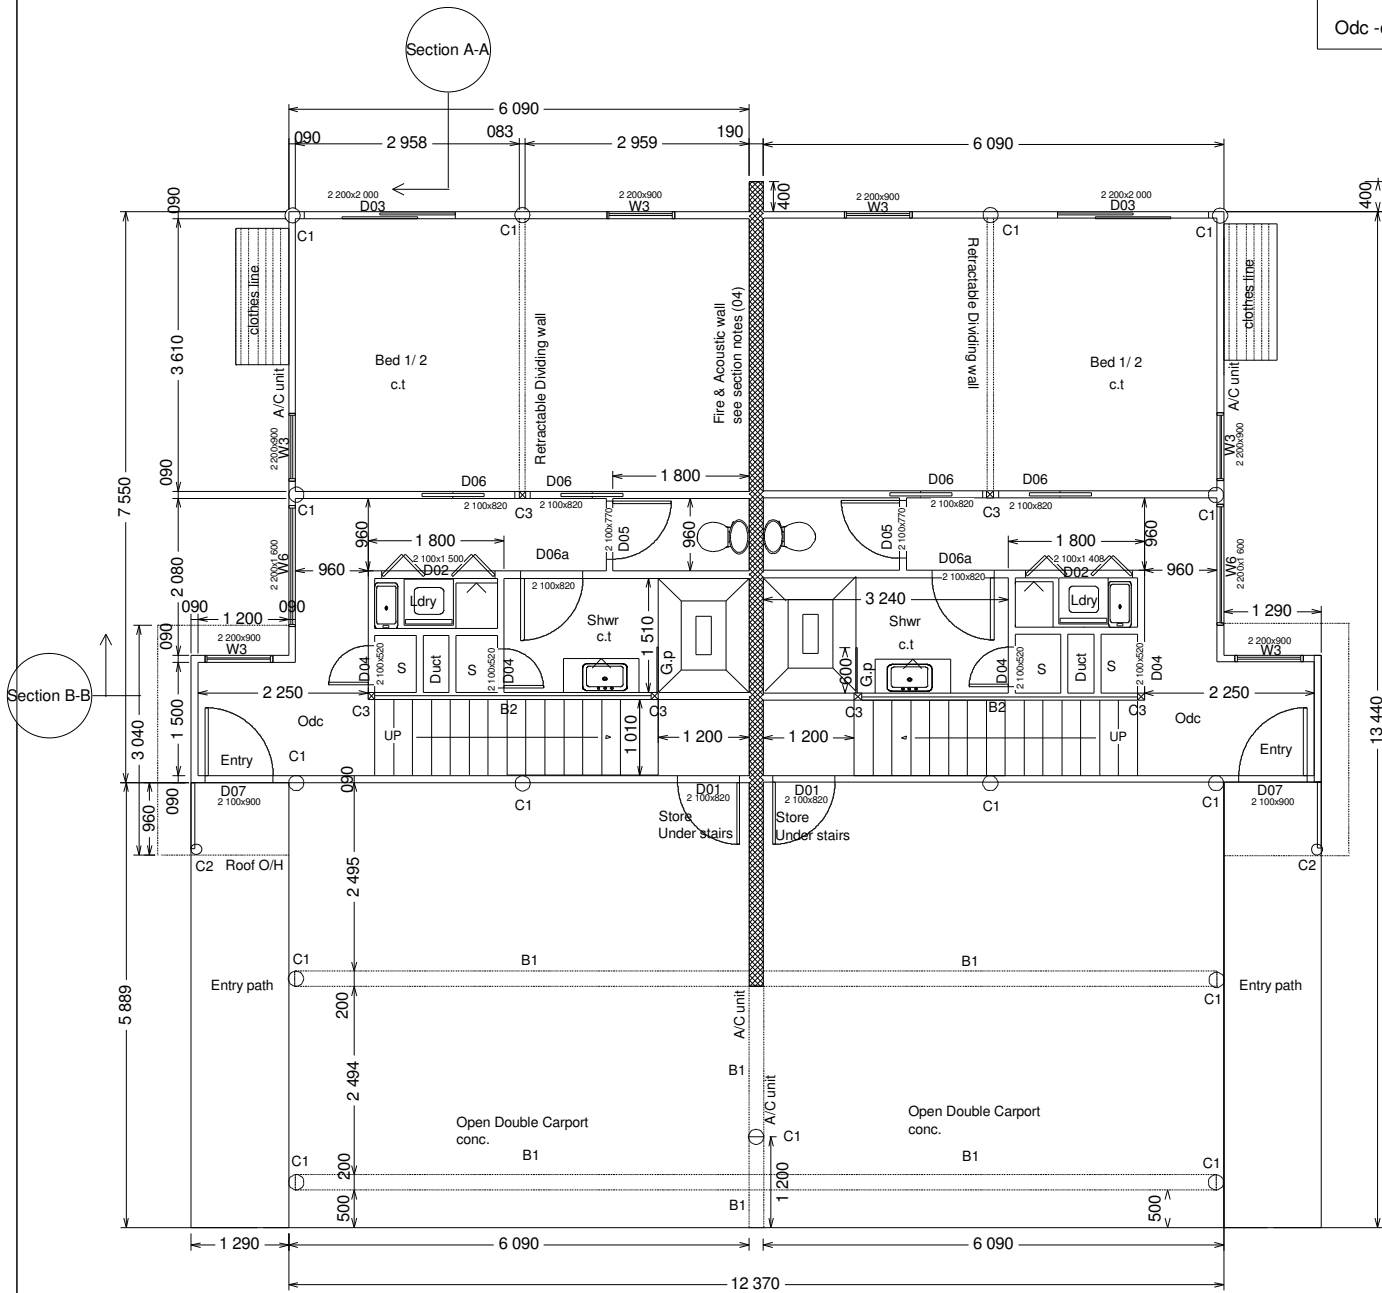 Odc -
Section A-A
6 090
090
2 958
083
2 959
190
6 090
400
400
090
2 200x2 000
D03
2 200x900
W3
2 200x900
W3
2 200x2 000
D03
C1
C1
C1
C1
clothes line
clothes line
Retractable Dividing wall
Retractable Dividing wall
Fire & Acoustic wall
see section notes (04)
3 610
Bed 1/ 2
c.t
Bed 1/ 2
c.t
A/C unit
A/C unit
2 200x900
W3
W3
2 200x900
7 550
090
1 800
D06
D06
D06
D06
2 100x820
2 100x820
2 100x820
2 100x820
C1
C3
C3
C1
960
1 800
D06a
2 100x770
D05
960
D05
2 100x770
D06a
1 800
960
2 080
2 200x1 600
W6
960
2 100x1 500
D02
2 100x820
2 100x820
2 100x1 408
D02
960
W6
2 200x1 600
090
090
1 200
Ldry
Shwr
c.t
1 510
3 240
Shwr
c.t
Ldry
1 290
090
2 200x900
W3
2 200x900
W3
D04
2 100x520
S
Duct
S
2 100x520
D04
G.p
600
G.p
D04
2 100x520
S
Duct
S
2 100x520
D04
Section B-B
2 250
C3
B2
C3
C3
B2
C3
2 250
13 440
3 040
1 500
Odc
UP
1 010
1 200
1 200
UP
Odc
Entry
C1
Entry
090
960
D07
2 100x900
090
C1
D01
2 100x820
D01
2 100x820
C1
C1
D07
2 100x900
Store
Under stairs
Store
Under stairs
C2
Roof O/H
C2
2 495
C1
B1
B1
Entry path
Entry path
C1
5 889
200
A/C unit
2 494
B1
A/C unit
Open Double Carport
conc.
Open Double Carport
conc.
C1
C1
B1
B1
C1
200
1 200
500
B1
500
1 290
6 090
6 090
12 370